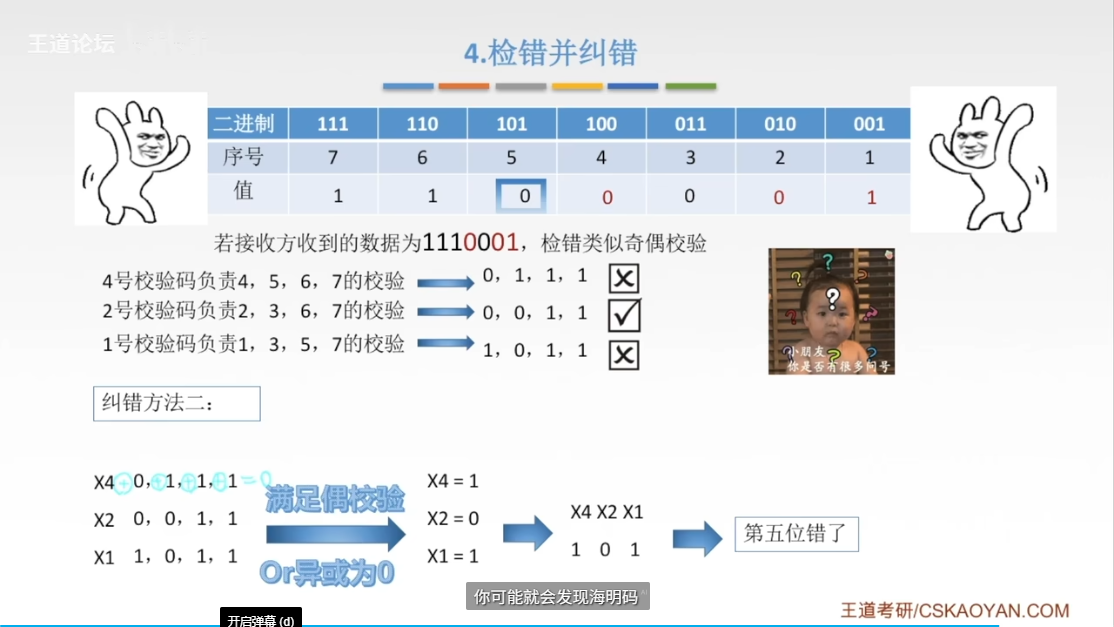 王道论坛
4.检错并纠错
二进制 111 110 101 100 011 010 001
序号 7 6 5 4 3 2 1
值 1 1 0 0 0 0 1
若接收方收到的数据为1110001，检错类似奇偶校验
4号校验码负责4，5，6，7的校验 0，1，1，1
2号校验码负责2，3，6，7的校验 0，0，1，1
1号校验码负责1，3，5，7的校验 1，0，1，1
小朋友
你是否有很多问号
纠错方法二：
X4⊕0,⊕1,⊕1,⊕1=0
X2 0，0，1，1
X1 1，0，1，1
满足偶校验
Or异或为0
X4 = 1
X2 = 0
X1 = 1
X4 X2 X1
1 0 1
第五位错了
你可能就会发现海明码
王道考研/CSKAOYAN.COM
开启弹幕 (d)